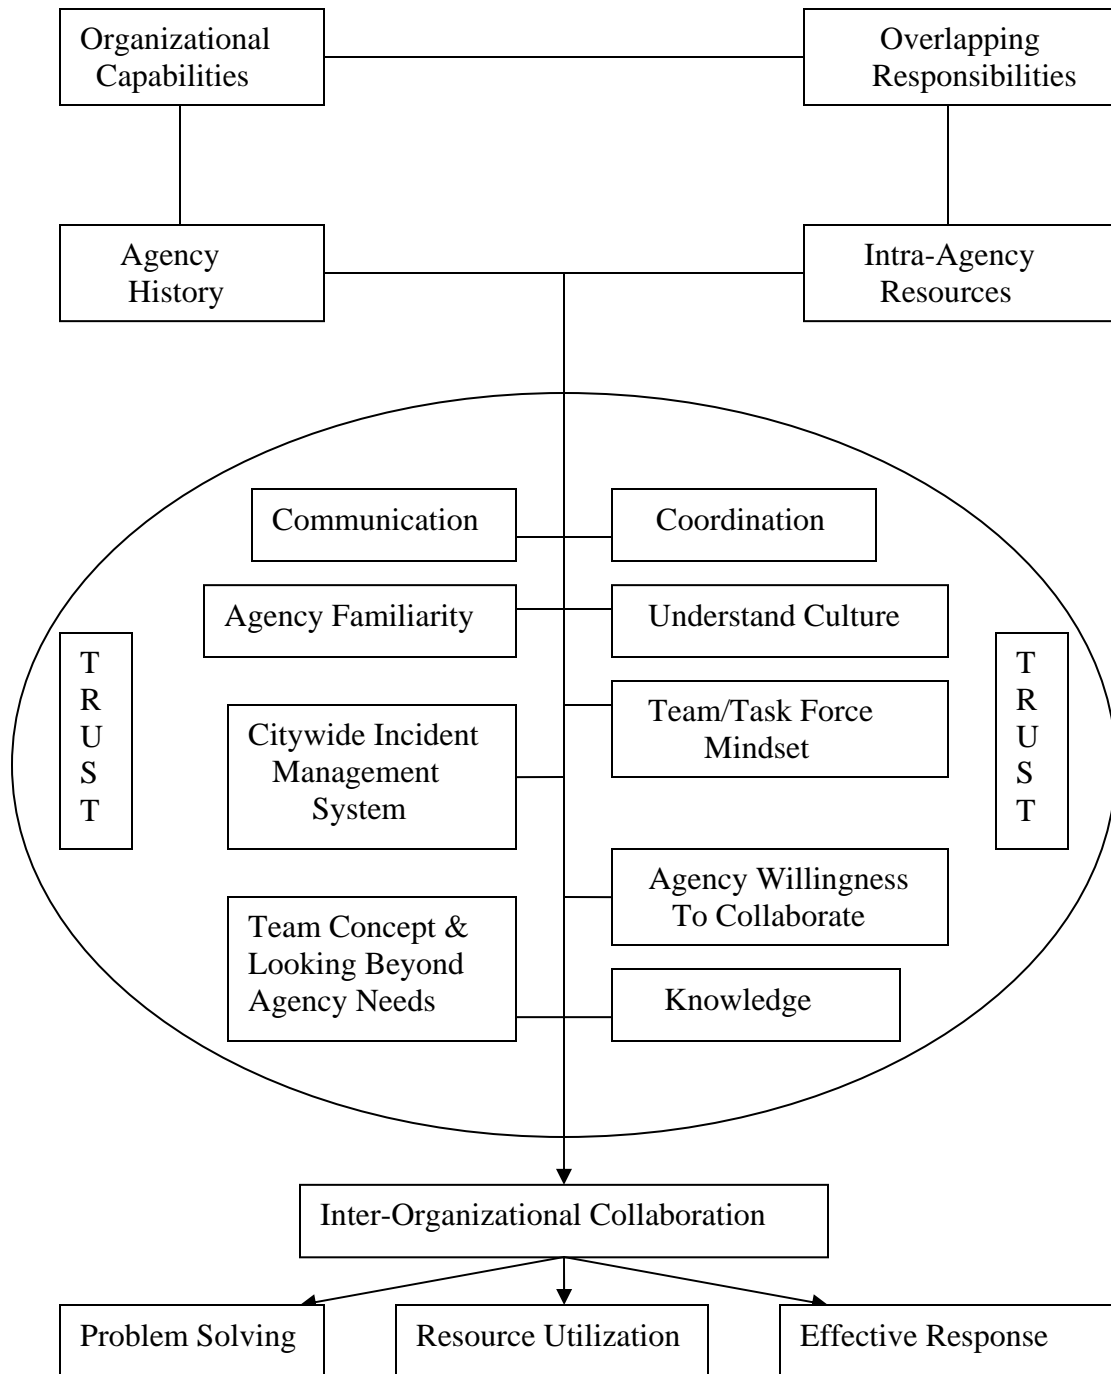 Organizational
Capabilities
Overlapping
Responsibilities
Agency
History
Intra-Agency
Resources
Communication
Coordination
Agency Familiarity
Understand Culture
T
R
U
S
T
Citywide Incident
Management
System
Team/Task Force
Mindset
T
R
U
S
T
Team Concept &
Looking Beyond
Agency Needs
Agency Willingness
To Collaborate
Knowledge
Inter-Organizational Collaboration
Problem Solving
Resource Utilization
Effective Response